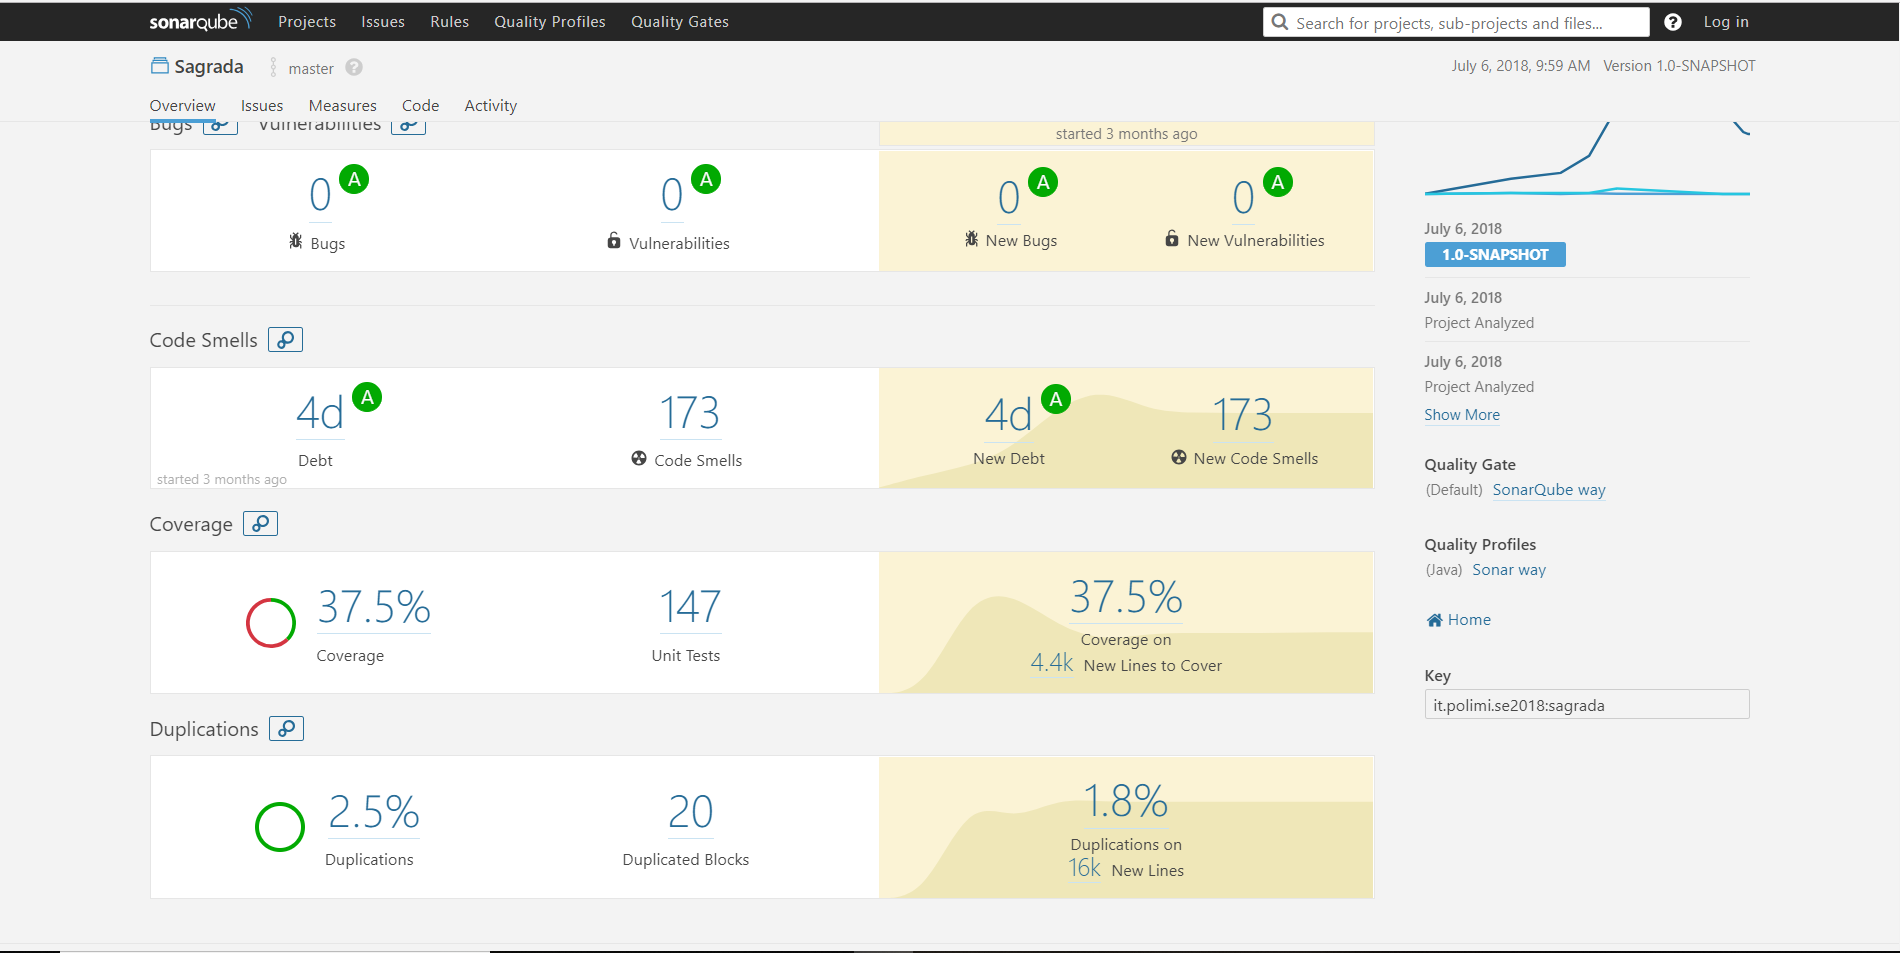 sonarqube Projects Issues Rules Quality Profiles Quality Gates Search for projects, sub-projects and files... ? Log in
Sagrada master ? July 6, 2018, 9:59 AM Version 1.0-SNAPSHOT
Overview Issues Measures Code Activity
Bugs Vulnerabilities
started 3 months ago
0 A
Bugs
0 A
Vulnerabilities
0 A
New Bugs
0 A
New Vulnerabilities
Code Smells
4d A
Debt
started 3 months ago
173
Code Smells
4d A
New Debt
173
New Code Smells
Coverage
37.5%
Coverage
147
Unit Tests
37.5%
Coverage on
4.4k New Lines to Cover
Duplications
2.5%
Duplications
20
Duplicated Blocks
1.8%
Duplications on
16k New Lines
July 6, 2018
1.0-SNAPSHOT
July 6, 2018
Project Analyzed
July 6, 2018
Project Analyzed
Show More
Quality Gate
(Default) SonarQube way
Quality Profiles
(Java) Sonar way
Home
Key
it.polimi.se2018:sagrada